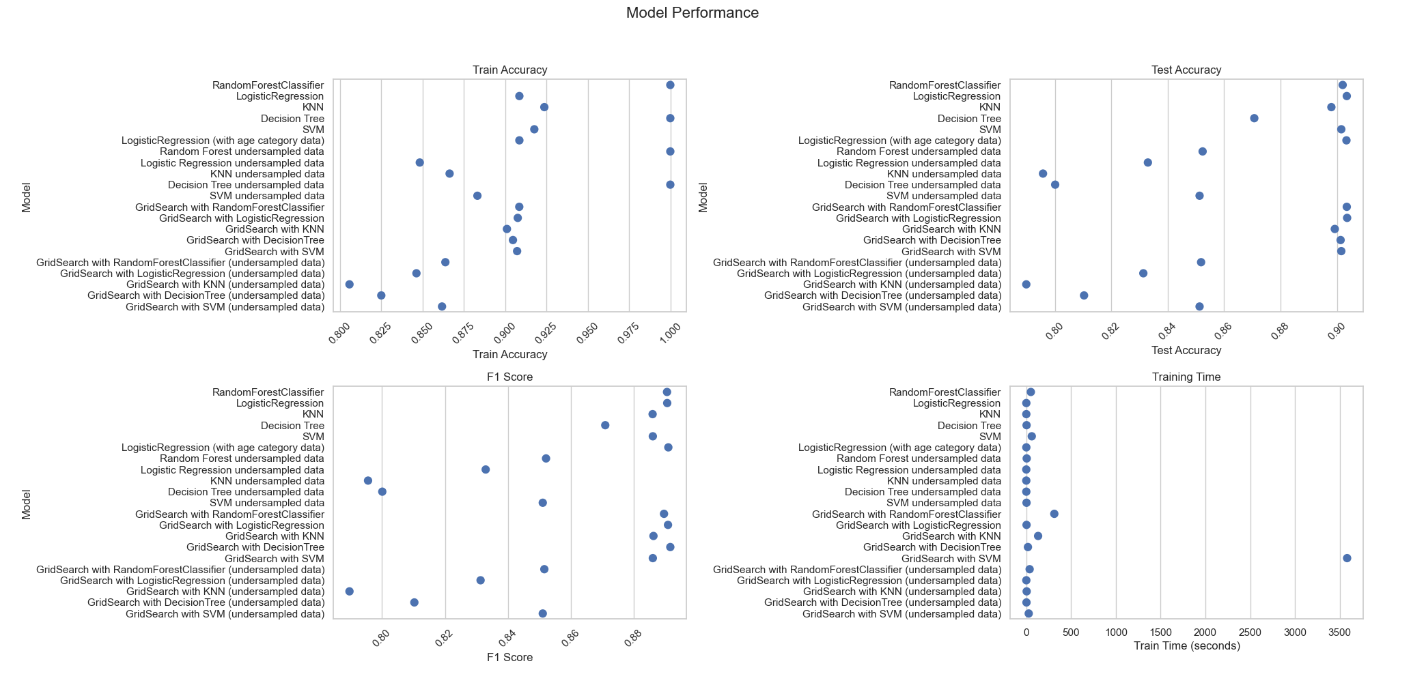 Model Performance
Train Accuracy
Model
RandomForestClassifier
LogisticRegression
KNN
Decision Tree
SVM
LogisticRegression (with age category data)
Random Forest undersampled data
Logistic Regression undersampled data
KNN undersampled data
Decision Tree undersampled data
SVM undersampled data
GridSearch with RandomForestClassifier
GridSearch with LogisticRegression
GridSearch with KNN
GridSearch with DecisionTree
GridSearch with SVM
GridSearch with RandomForestClassifier (undersampled data)
GridSearch with LogisticRegression (undersampled data)
GridSearch with KNN (undersampled data)
GridSearch with DecisionTree (undersampled data)
GridSearch with SVM (undersampled data)
0.800 0.825 0.850 0.875 0.900 0.925 0.950 0.975 1.000
Train Accuracy
Test Accuracy
Model
RandomForestClassifier
LogisticRegression
KNN
Decision Tree
SVM
LogisticRegression (with age category data)
Random Forest undersampled data
Logistic Regression undersampled data
KNN undersampled data
Decision Tree undersampled data
SVM undersampled data
GridSearch with RandomForestClassifier
GridSearch with LogisticRegression
GridSearch with KNN
GridSearch with DecisionTree
GridSearch with SVM
GridSearch with RandomForestClassifier (undersampled data)
GridSearch with LogisticRegression (undersampled data)
GridSearch with KNN (undersampled data)
GridSearch with DecisionTree (undersampled data)
GridSearch with SVM (undersampled data)
0.80 0.82 0.84 0.86 0.88 0.90
Test Accuracy
F1 Score
Model
RandomForestClassifier
LogisticRegression
KNN
Decision Tree
SVM
LogisticRegression (with age category data)
Random Forest undersampled data
Logistic Regression undersampled data
KNN undersampled data
Decision Tree undersampled data
SVM undersampled data
GridSearch with RandomForestClassifier
GridSearch with LogisticRegression
GridSearch with KNN
GridSearch with DecisionTree
GridSearch with SVM
GridSearch with RandomForestClassifier (undersampled data)
GridSearch with LogisticRegression (undersampled data)
GridSearch with KNN (undersampled data)
GridSearch with DecisionTree (undersampled data)
GridSearch with SVM (undersampled data)
0.80 0.82 0.84 0.86 0.88
F1 Score
Training Time
RandomForestClassifier
LogisticRegression
KNN
Decision Tree
SVM
LogisticRegression (with age category data)
Random Forest undersampled data
Logistic Regression undersampled data
KNN undersampled data
Decision Tree undersampled data
SVM undersampled data
GridSearch with RandomForestClassifier
GridSearch with LogisticRegression
GridSearch with KNN
GridSearch with DecisionTree
GridSearch with SVM
GridSearch with RandomForestClassifier (undersampled data)
GridSearch with LogisticRegression (undersampled data)
GridSearch with KNN (undersampled data)
GridSearch with DecisionTree (undersampled data)
GridSearch with SVM (undersampled data)
0 500 1000 1500 2000 2500 3000 3500
Train Time (seconds)